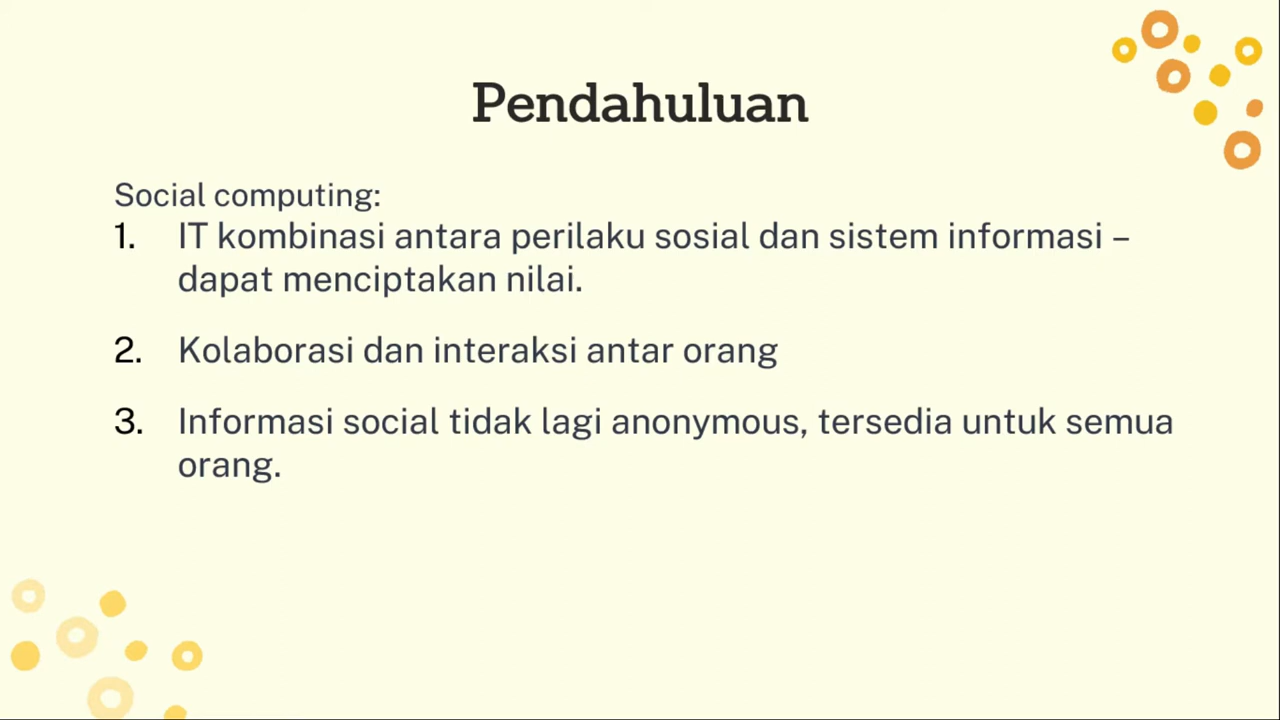 Pendahuluan
Social computing:
1. IT kombinasi antara perilaku sosial dan sistem informasi –
dapat menciptakan nilai.
2. Kolaborasi dan interaksi antar orang
3. Informasi social tidak lagi anonymous, tersedia untuk semua
orang.